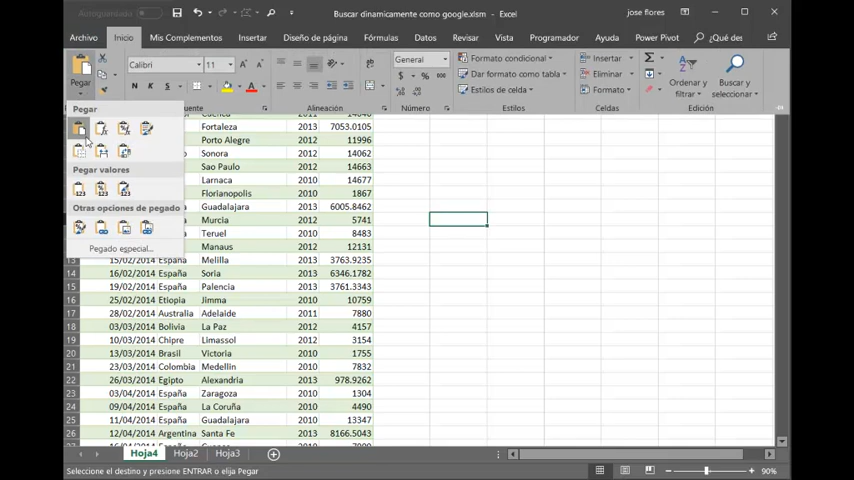 Autoguardado
Buscar dinamicamente como google.xlsm - Excel
jose flores
Archivo Inicio Mis Complementos Insertar Diseño de página Fórmulas Datos Revisar Vista Programador Ayuda Power Pivot ¿Qué des
Pegar
Calibri 11
N K S
General
$ % 000
Formato condicional
Dar formato como tabla
Estilos de celda
Insertar
Eliminar
Formato
Ordenar y filtrar
Buscar y seleccionar
Alineación Número Estilos Celdas Edición
Pegar
Pegar valores
123 123 123
Otras opciones de pegado
Pegado especial...
Fortaleza 2013 7053.0105
Porto Alegre 2012 11996
Sonora 2012 14062
Sao Paulo 2012 14663
Larnaca 2010 14677
Florianopolis 2010 1867
Guadalajara 2013 6005.8462
Murcia 2012 5741
Teruel 2010 8483
Manaus 2012 12131
13 15/02/2014 España Melilla 2012 3763.9235
14 16/02/2014 España Soria 2012 6346.1782
15 19/02/2014 España Palencia 2010 3761.3343
16 25/02/2014 Etiopia Jimma 2010 10759
17 28/02/2014 Australia Adelaide 2011 7880
18 03/03/2014 Bolivia La Paz 2012 4157
19 10/03/2014 Chipre Limassol 2012 3154
20 13/03/2014 Brasil Victoria 2010 1755
21 23/03/2014 Colombia Medellin 2010 7832
22 26/03/2014 Egipto Alexandria 2013 978.9262
23 03/04/2014 España Zaragoza 2010 1304
24 09/04/2014 España La Coruña 2010 4490
25 11/04/2014 España Guadalajara 2010 13347
26 12/04/2014 Argentina Santa Fe 2013 8166.5043
Hoja4 Hoja2 Hoja3
Seleccione el destino y presione ENTRAR o elija Pegar
90%